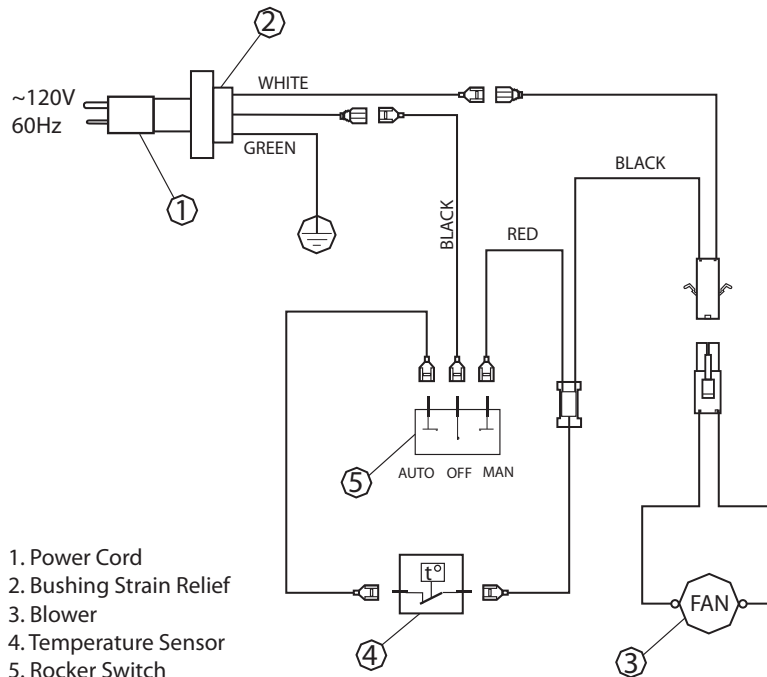 2
~120V
60Hz
WHITE
GREEN
1
BLACK
RED
BLACK
5
AUTO OFF MAN
t°
4
FAN
3
1. Power Cord
2. Bushing Strain Relief
3. Blower
4. Temperature Sensor
5. Rocker Switch